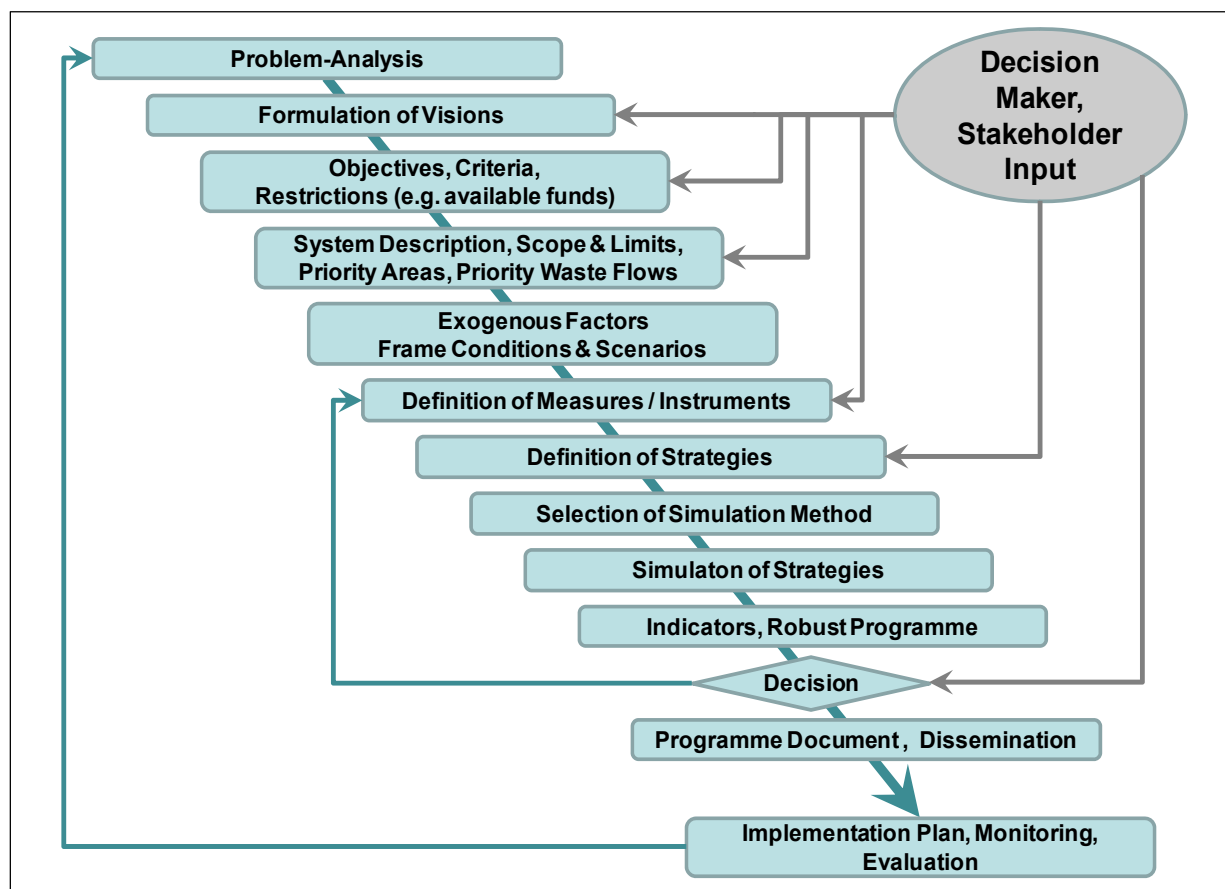 Problem-Analysis
Formulation of Visions
Objectives, Criteria,
Restrictions (e.g. available funds)
System Description, Scope & Limits,
Priority Areas, Priority Waste Flows
Exogenous Factors
Frame Conditions & Scenarios
Definition of Measures / Instruments
Definition of Strategies
Selection of Simulation Method
Simulaton of Strategies
Indicators, Robust Programme
Decision
Programme Document , Dissemination
Implementation Plan, Monitoring,
Evaluation
Decision
Maker,
Stakeholder
Input